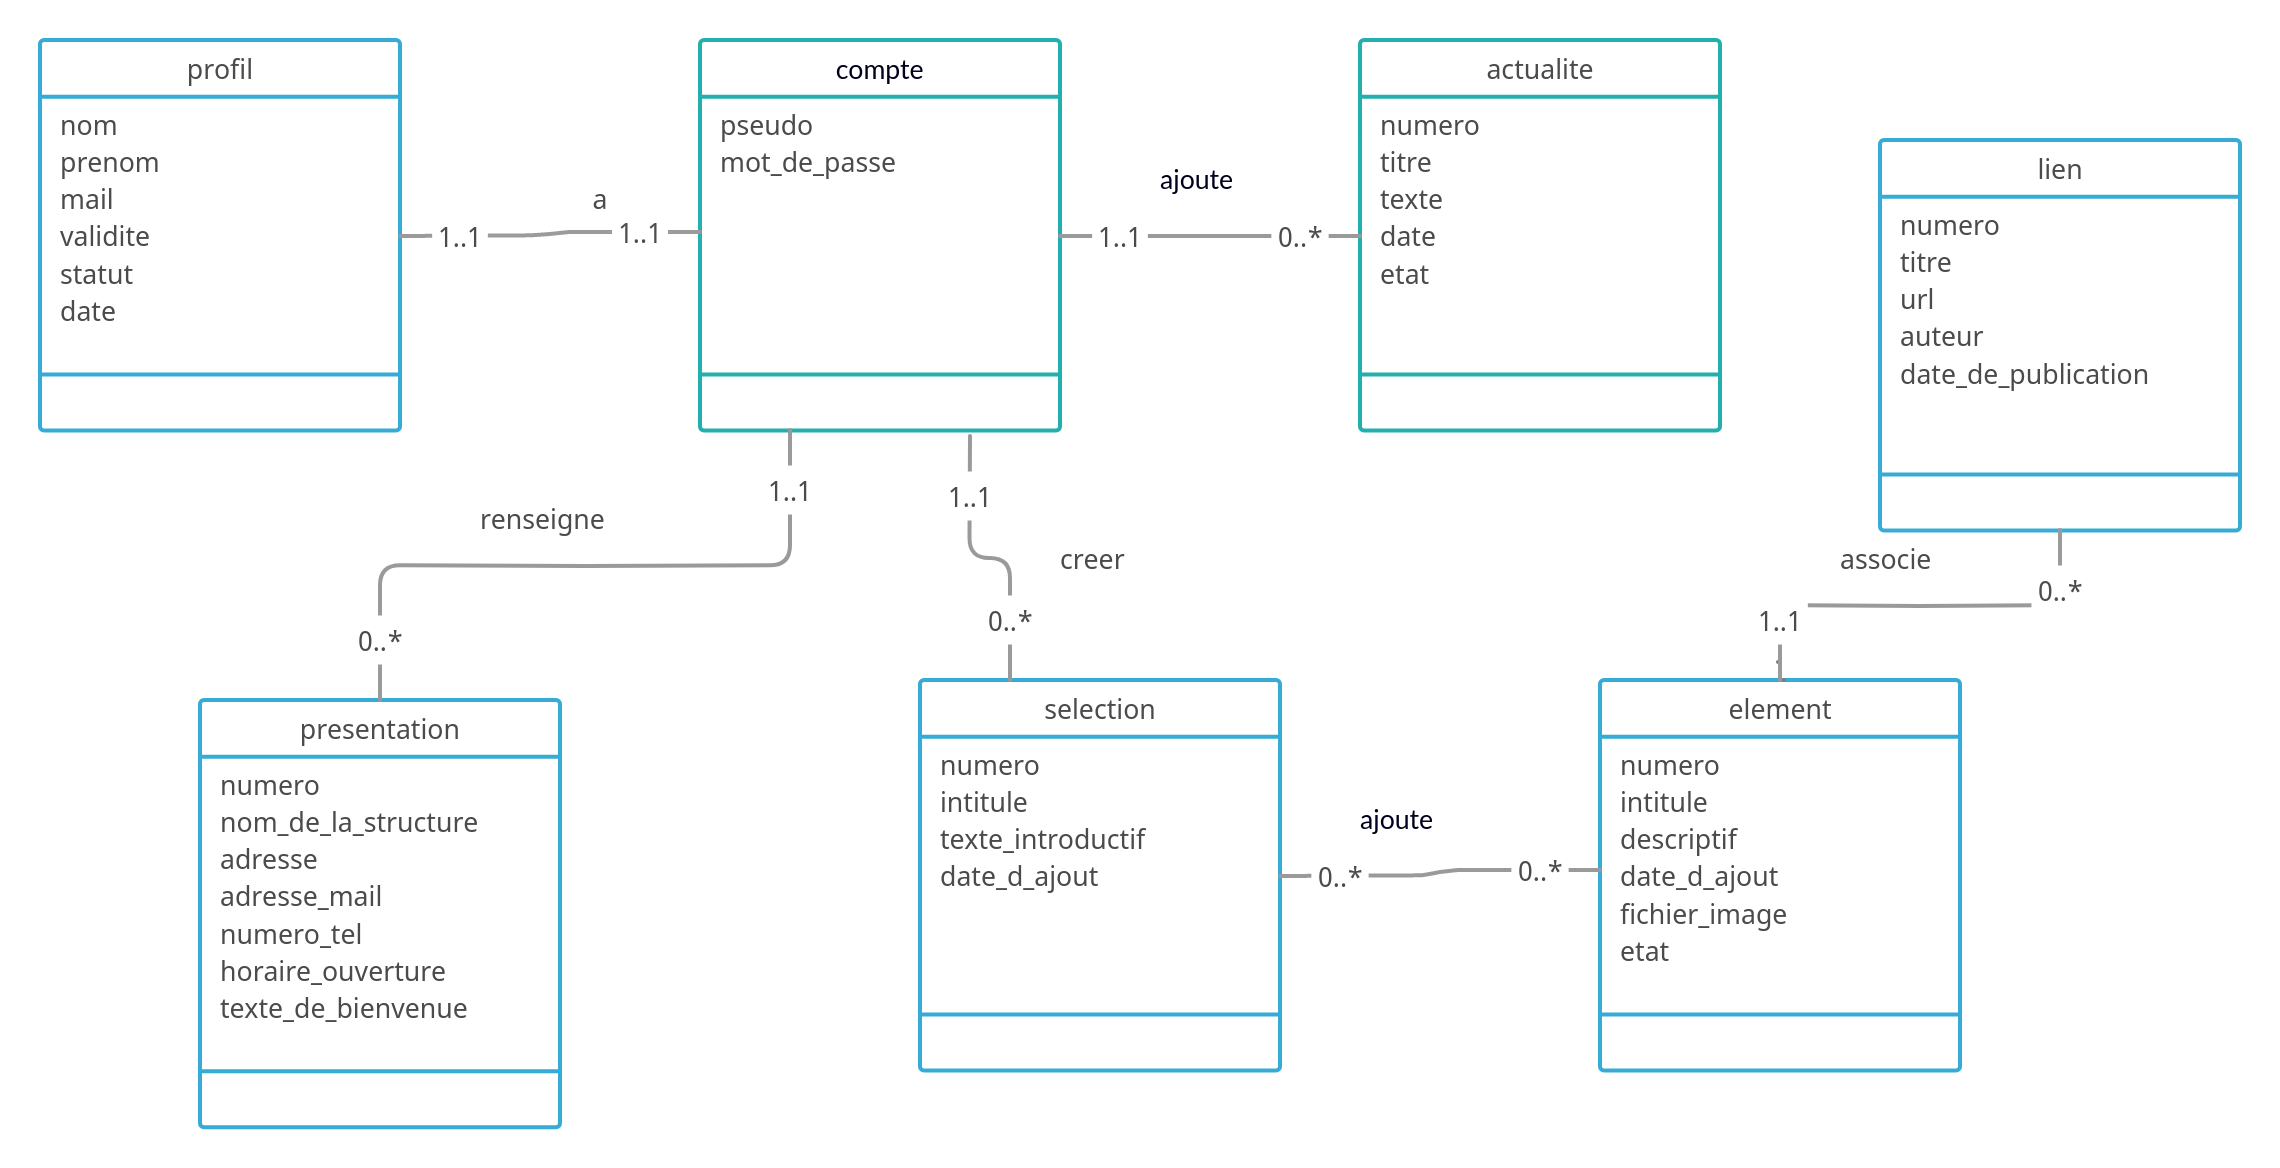 profil
nom
prenom
mail
validite
statut
date
a
1..1
1..1
compte
pseudo
mot_de_passe
ajoute
1..1
0..*
actualite
numero
titre
texte
date
etat
lien
numero
titre
url
auteur
date_de_publication
renseigne
1..1
0..*
1..1
creer
0..*
associe
0..*
1..1
presentation
numero
nom_de_la_structure
adresse
adresse_mail
numero_tel
horaire_ouverture
texte_de_bienvenue
selection
numero
intitule
texte_introductif
date_d_ajout
ajoute
0..*
0..*
element
numero
intitule
descriptif
date_d_ajout
fichier_image
etat